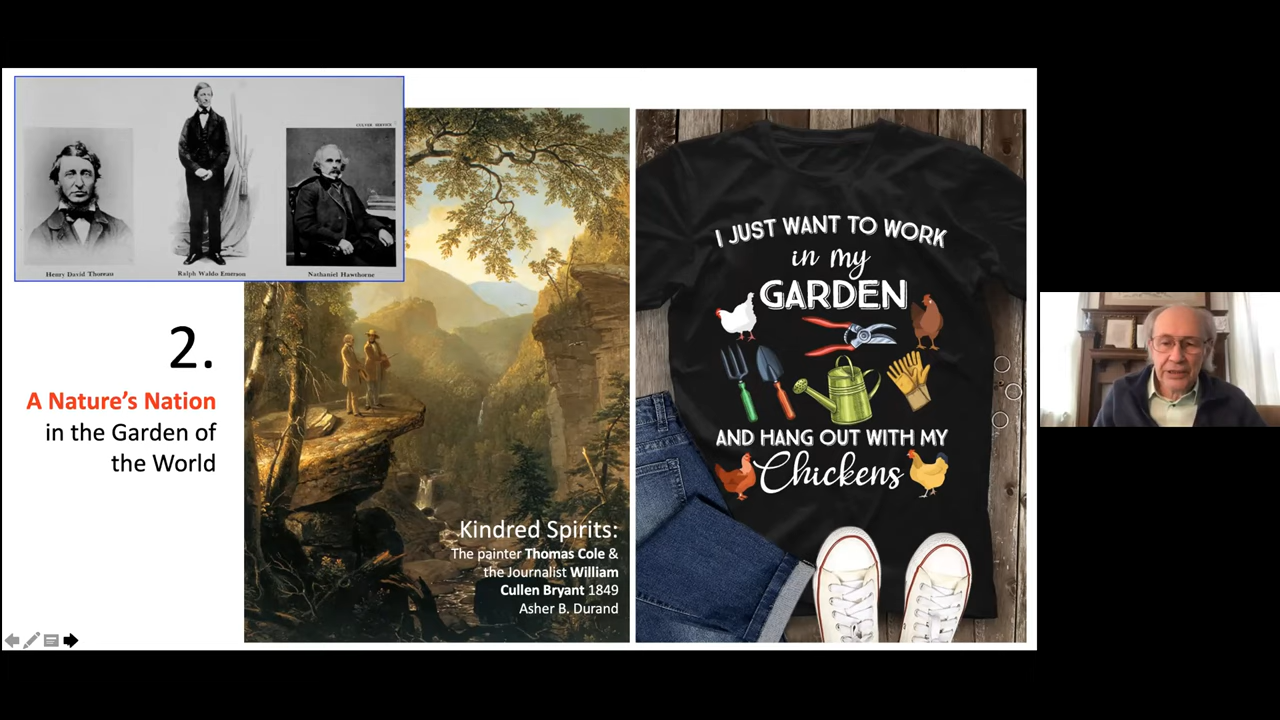 CULVER SERVICE
Henry David Thoreau
Ralph Waldo Emerson
Nathaniel Hawthorne
2.
A Nature's Nation
in the Garden of
the World
Kindred Spirits:
The painter Thomas Cole &
the Journalist William
Cullen Bryant 1849
Asher B. Durand
I JUST WANT TO WORK
in my
GARDEN
AND HANG OUT WITH MY
Chickens